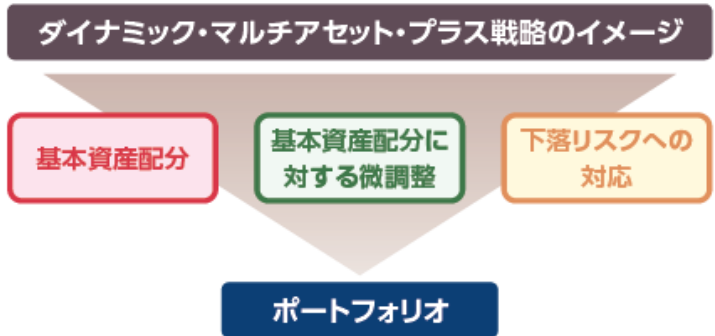 ダイナミック・マルチアセット・プラス戦略のイメージ
基本資産配分
基本資産配分に
対する微調整
下落リスクへの
対応
ポートフォリオ